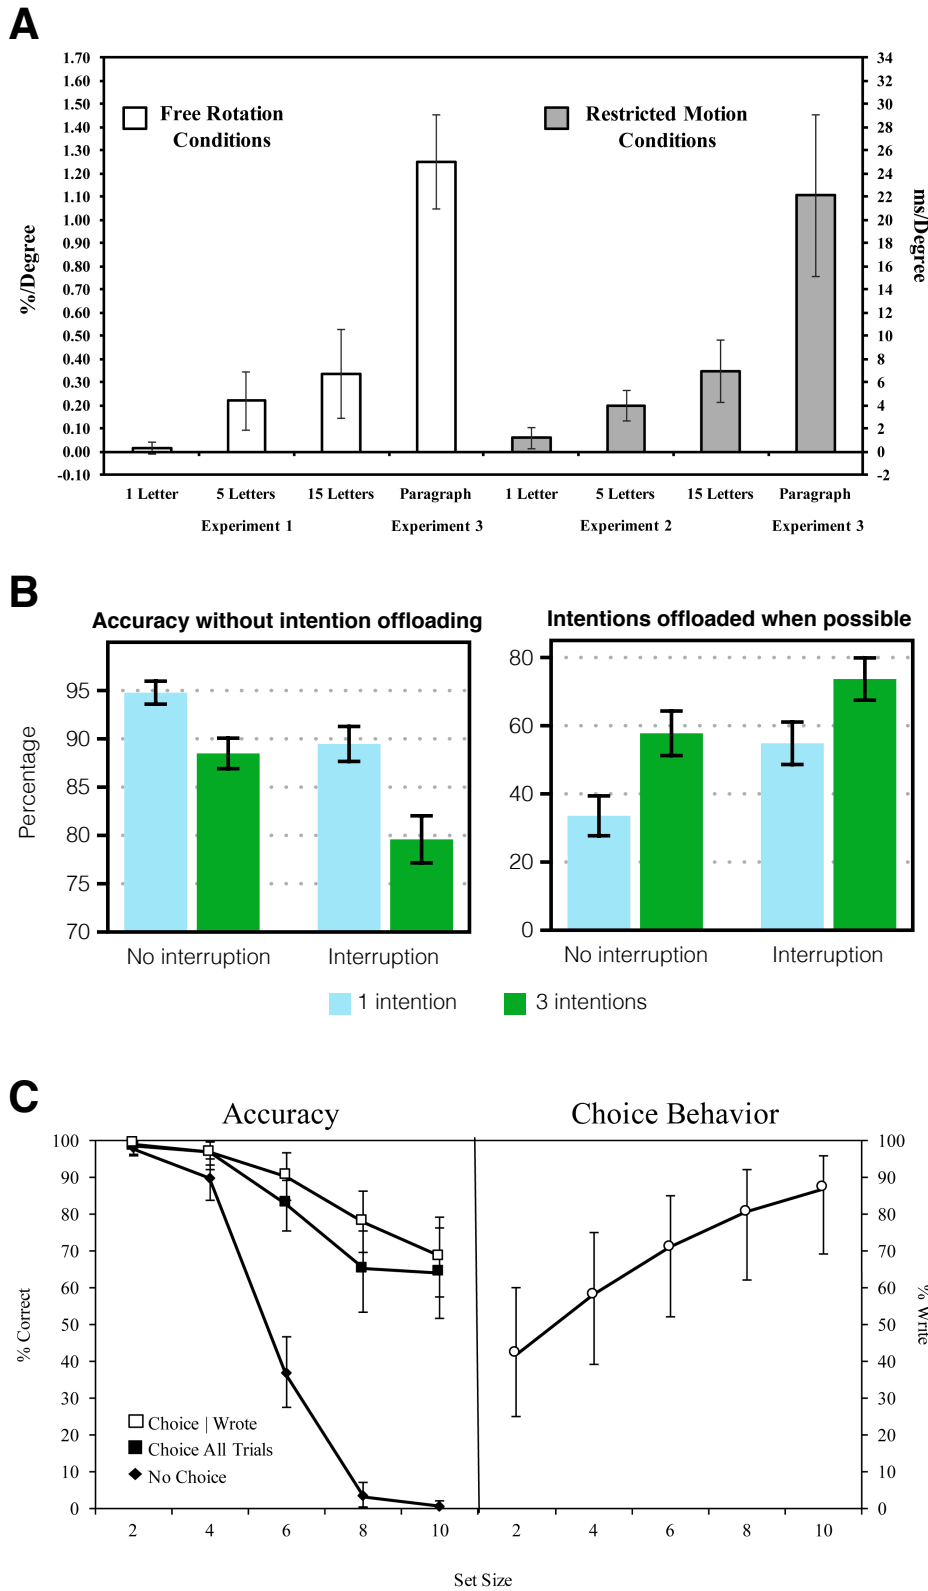 A
1.70
1.60
1.50
1.40
1.30
1.20
1.10
1.00
0.90
0.80
0.70
0.60
0.50
0.40
0.30
0.20
0.10
0.00
-0.10
%/Degree
Free Rotation
Conditions
Restricted Motion
Conditions
34
32
30
28
26
24
22
20
18
16
14
12
10
8
6
4
2
0
-2
ms/Degree
1 Letter 5 Letters 15 Letters Paragraph 1 Letter 5 Letters 15 Letters Paragraph
Experiment 1 Experiment 3 Experiment 2 Experiment 3
B
Accuracy without intention offloading
Percentage
95
90
85
80
75
70
No interruption Interruption
Intentions offloaded when possible
80
60
40
20
0
No interruption Interruption
1 intention 3 intentions
C
Accuracy
% Correct
100
90
80
70
60
50
40
30
20
10
0
Choice | Wrote
Choice All Trials
No Choice
2 4 6 8 10
Choice Behavior
100
90
80
70
60
50
40
30
20
10
0
% Write
2 4 6 8 10
Set Size